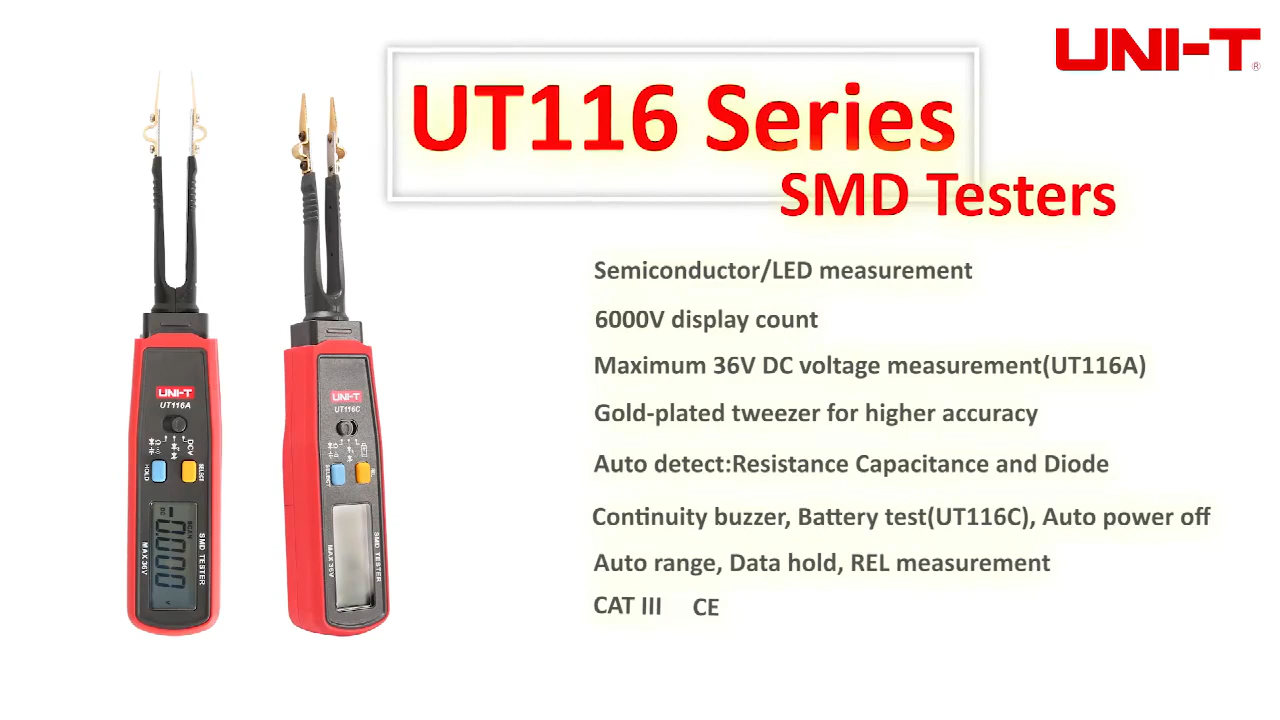 UNI-T®
UT116 Series
SMD Testers
Semiconductor/LED measurement
6000V display count
Maximum 36V DC voltage measurement(UT116A)
Gold-plated tweezer for higher accuracy
Auto detect:Resistance Capacitance and Diode
Continuity buzzer, Battery test(UT116C), Auto power off
Auto range, Data hold, REL measurement
CAT III CE
UNI-T
UT116A
DCV
HOLD
SELECT
SMD TESTER
MAX.36V
UNI-T
UT116C
SELECT
SMD TESTER
MAX.36V